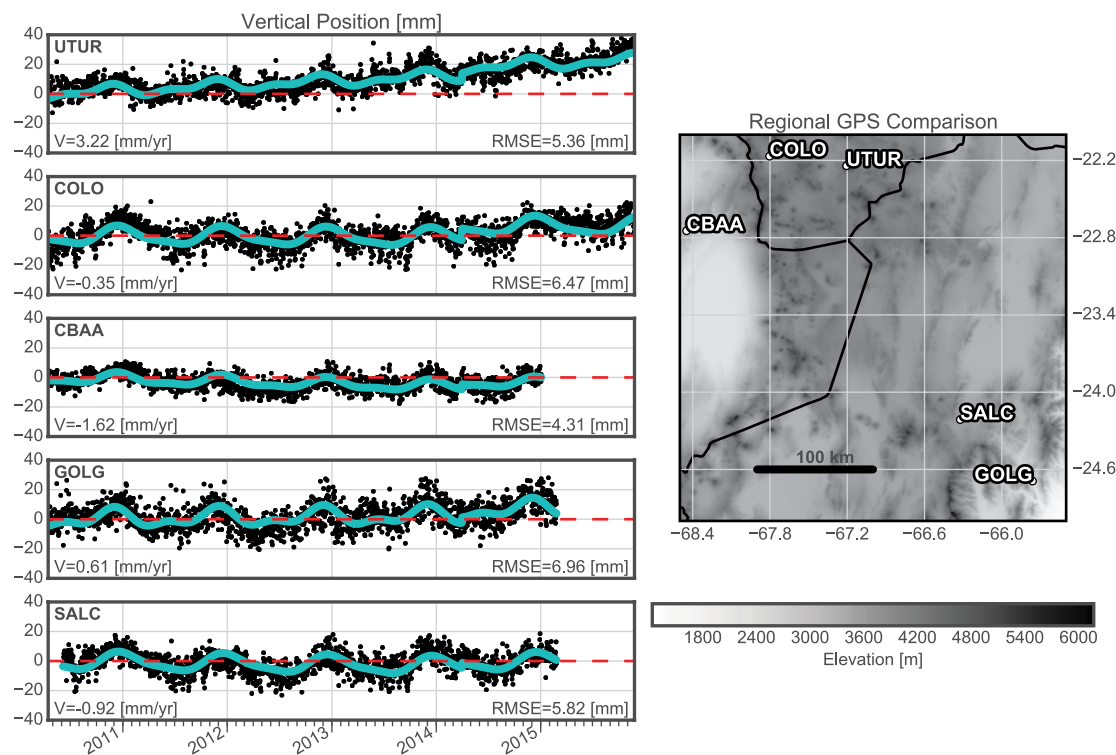 Vertical Position [mm]
40
20
0
−20
−40
UTUR
V=3.22 [mm/yr]
RMSE=5.36 [mm]
40
20
0
−20
−40
COLO
V=-0.35 [mm/yr]
RMSE=6.47 [mm]
40
20
0
−20
−40
CBAA
V=-1.62 [mm/yr]
RMSE=4.31 [mm]
40
20
0
−20
−40
GOLG
V=0.61 [mm/yr]
RMSE=6.96 [mm]
40
20
0
−20
−40
SALC
V=-0.92 [mm/yr]
RMSE=5.82 [mm]
2011 2012 2013 2014 2015
Regional GPS Comparison
COLO
UTUR
CBAA
SALC
GOLG
100 km
−22.2
−22.8
−23.4
−24.0
−24.6
−68.4 −67.8 −67.2 −66.6 −66.0
1800 2400 3000 3600 4200 4800 5400 6000
Elevation [m]